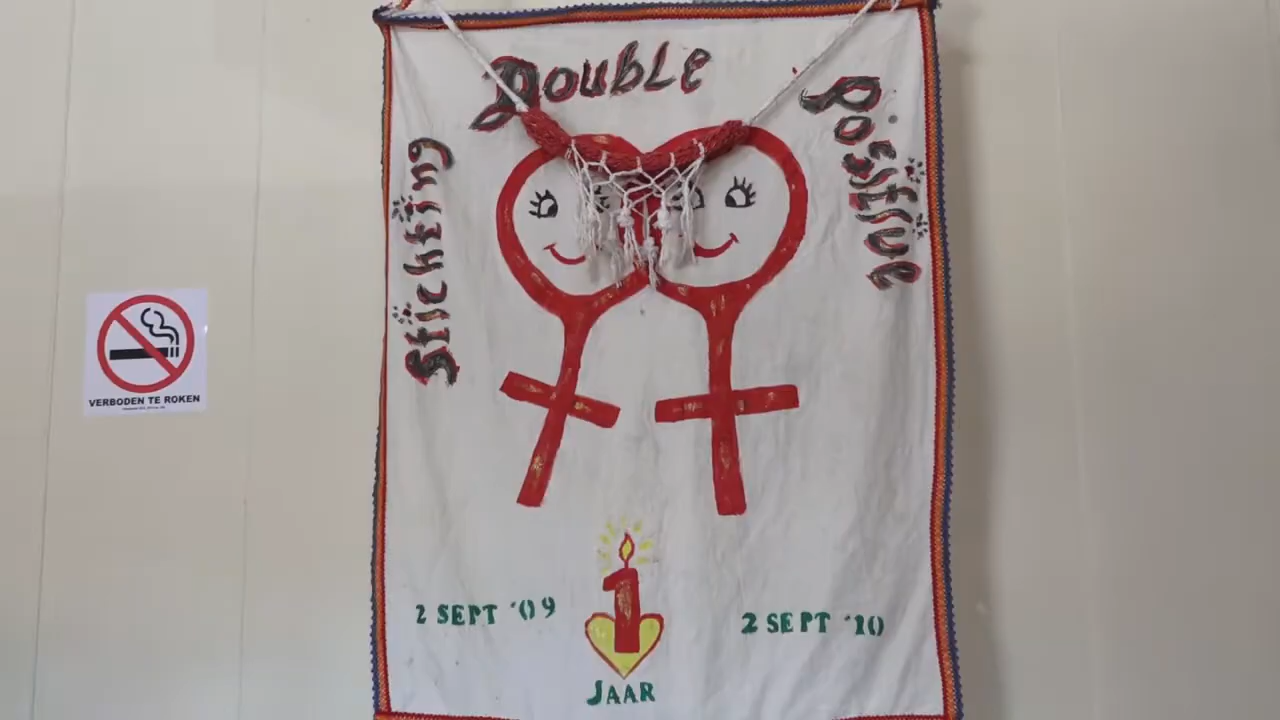 Stichting
Double
Positive
VERBODEN TE ROKEN
2 SEPT '09
1
2 SEPT '10
JAAR